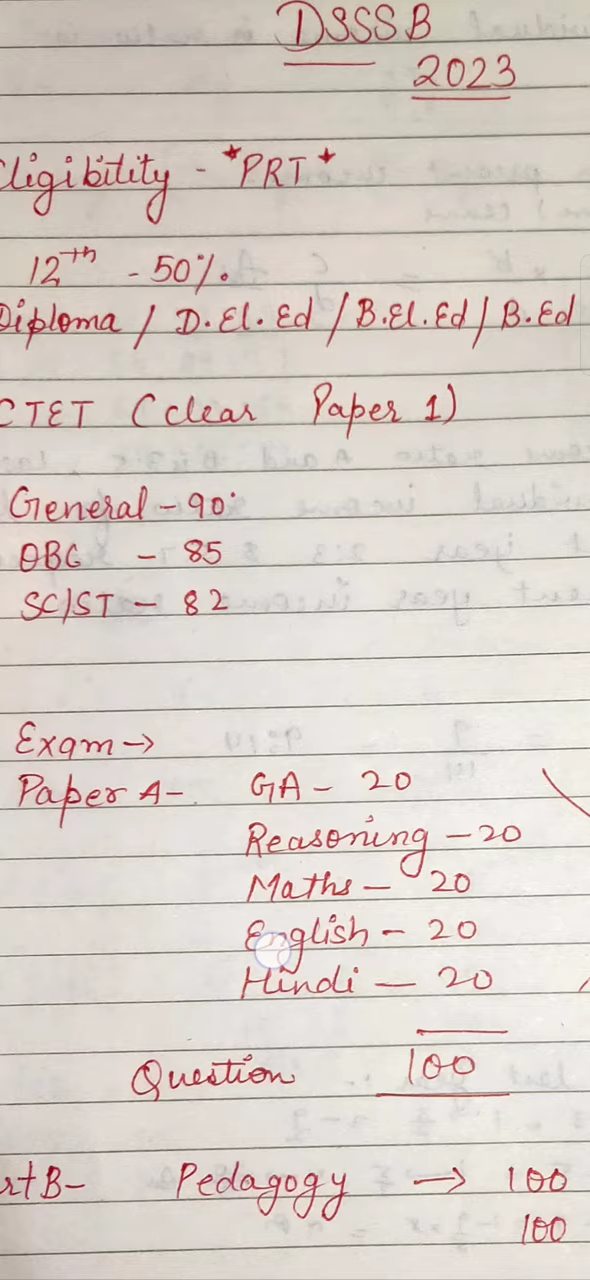 DSSSB
2023
Eligibility - *PRT*
12th - 50%.
Diploma / D.El.Ed / B.El.Ed / B.Ed
CTET (clear Paper 1)
General - 90
OBC - 85
SC/ST - 82
Exam →
Paper A - GA - 20
Reasoning - 20
Maths - 20
English - 20
Hindi - 20
Question 100
rt B - Pedagogy → 100
100